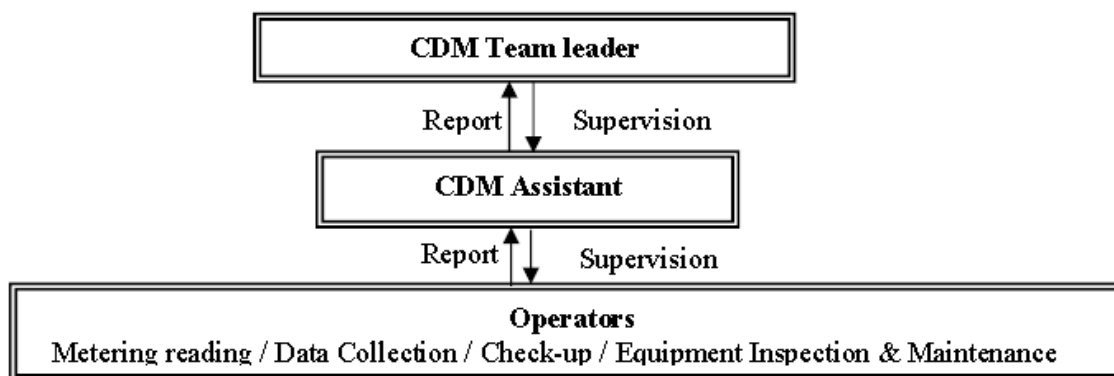 CDM Team leader
Report Supervision
CDM Assistant
Report Supervision
Operators
Metering reading / Data Collection / Check-up / Equipment Inspection & Maintenance